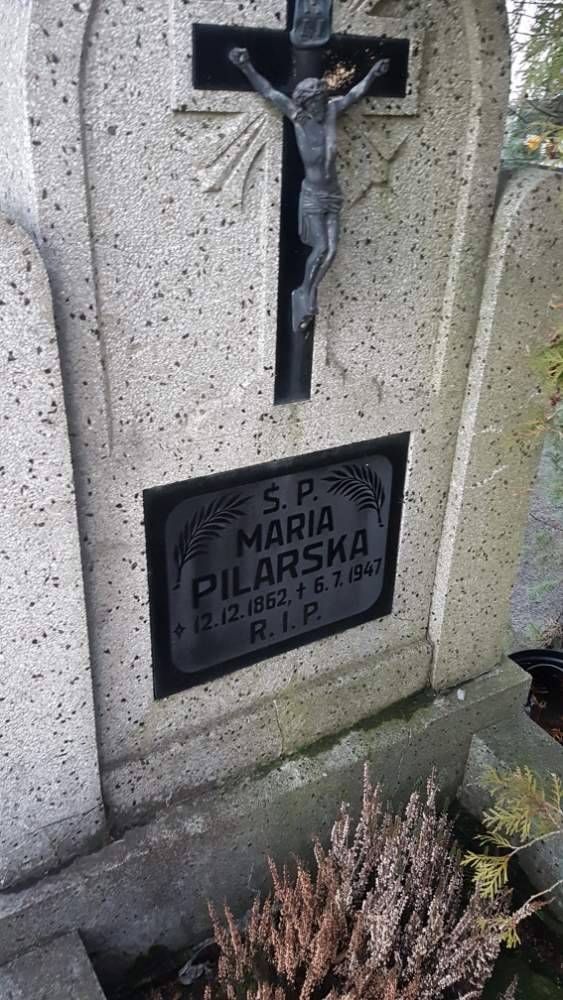 Ś. P.
MARIA
PILARSKA
* 12.12.1862, † 6.7.1947
R. I. P.